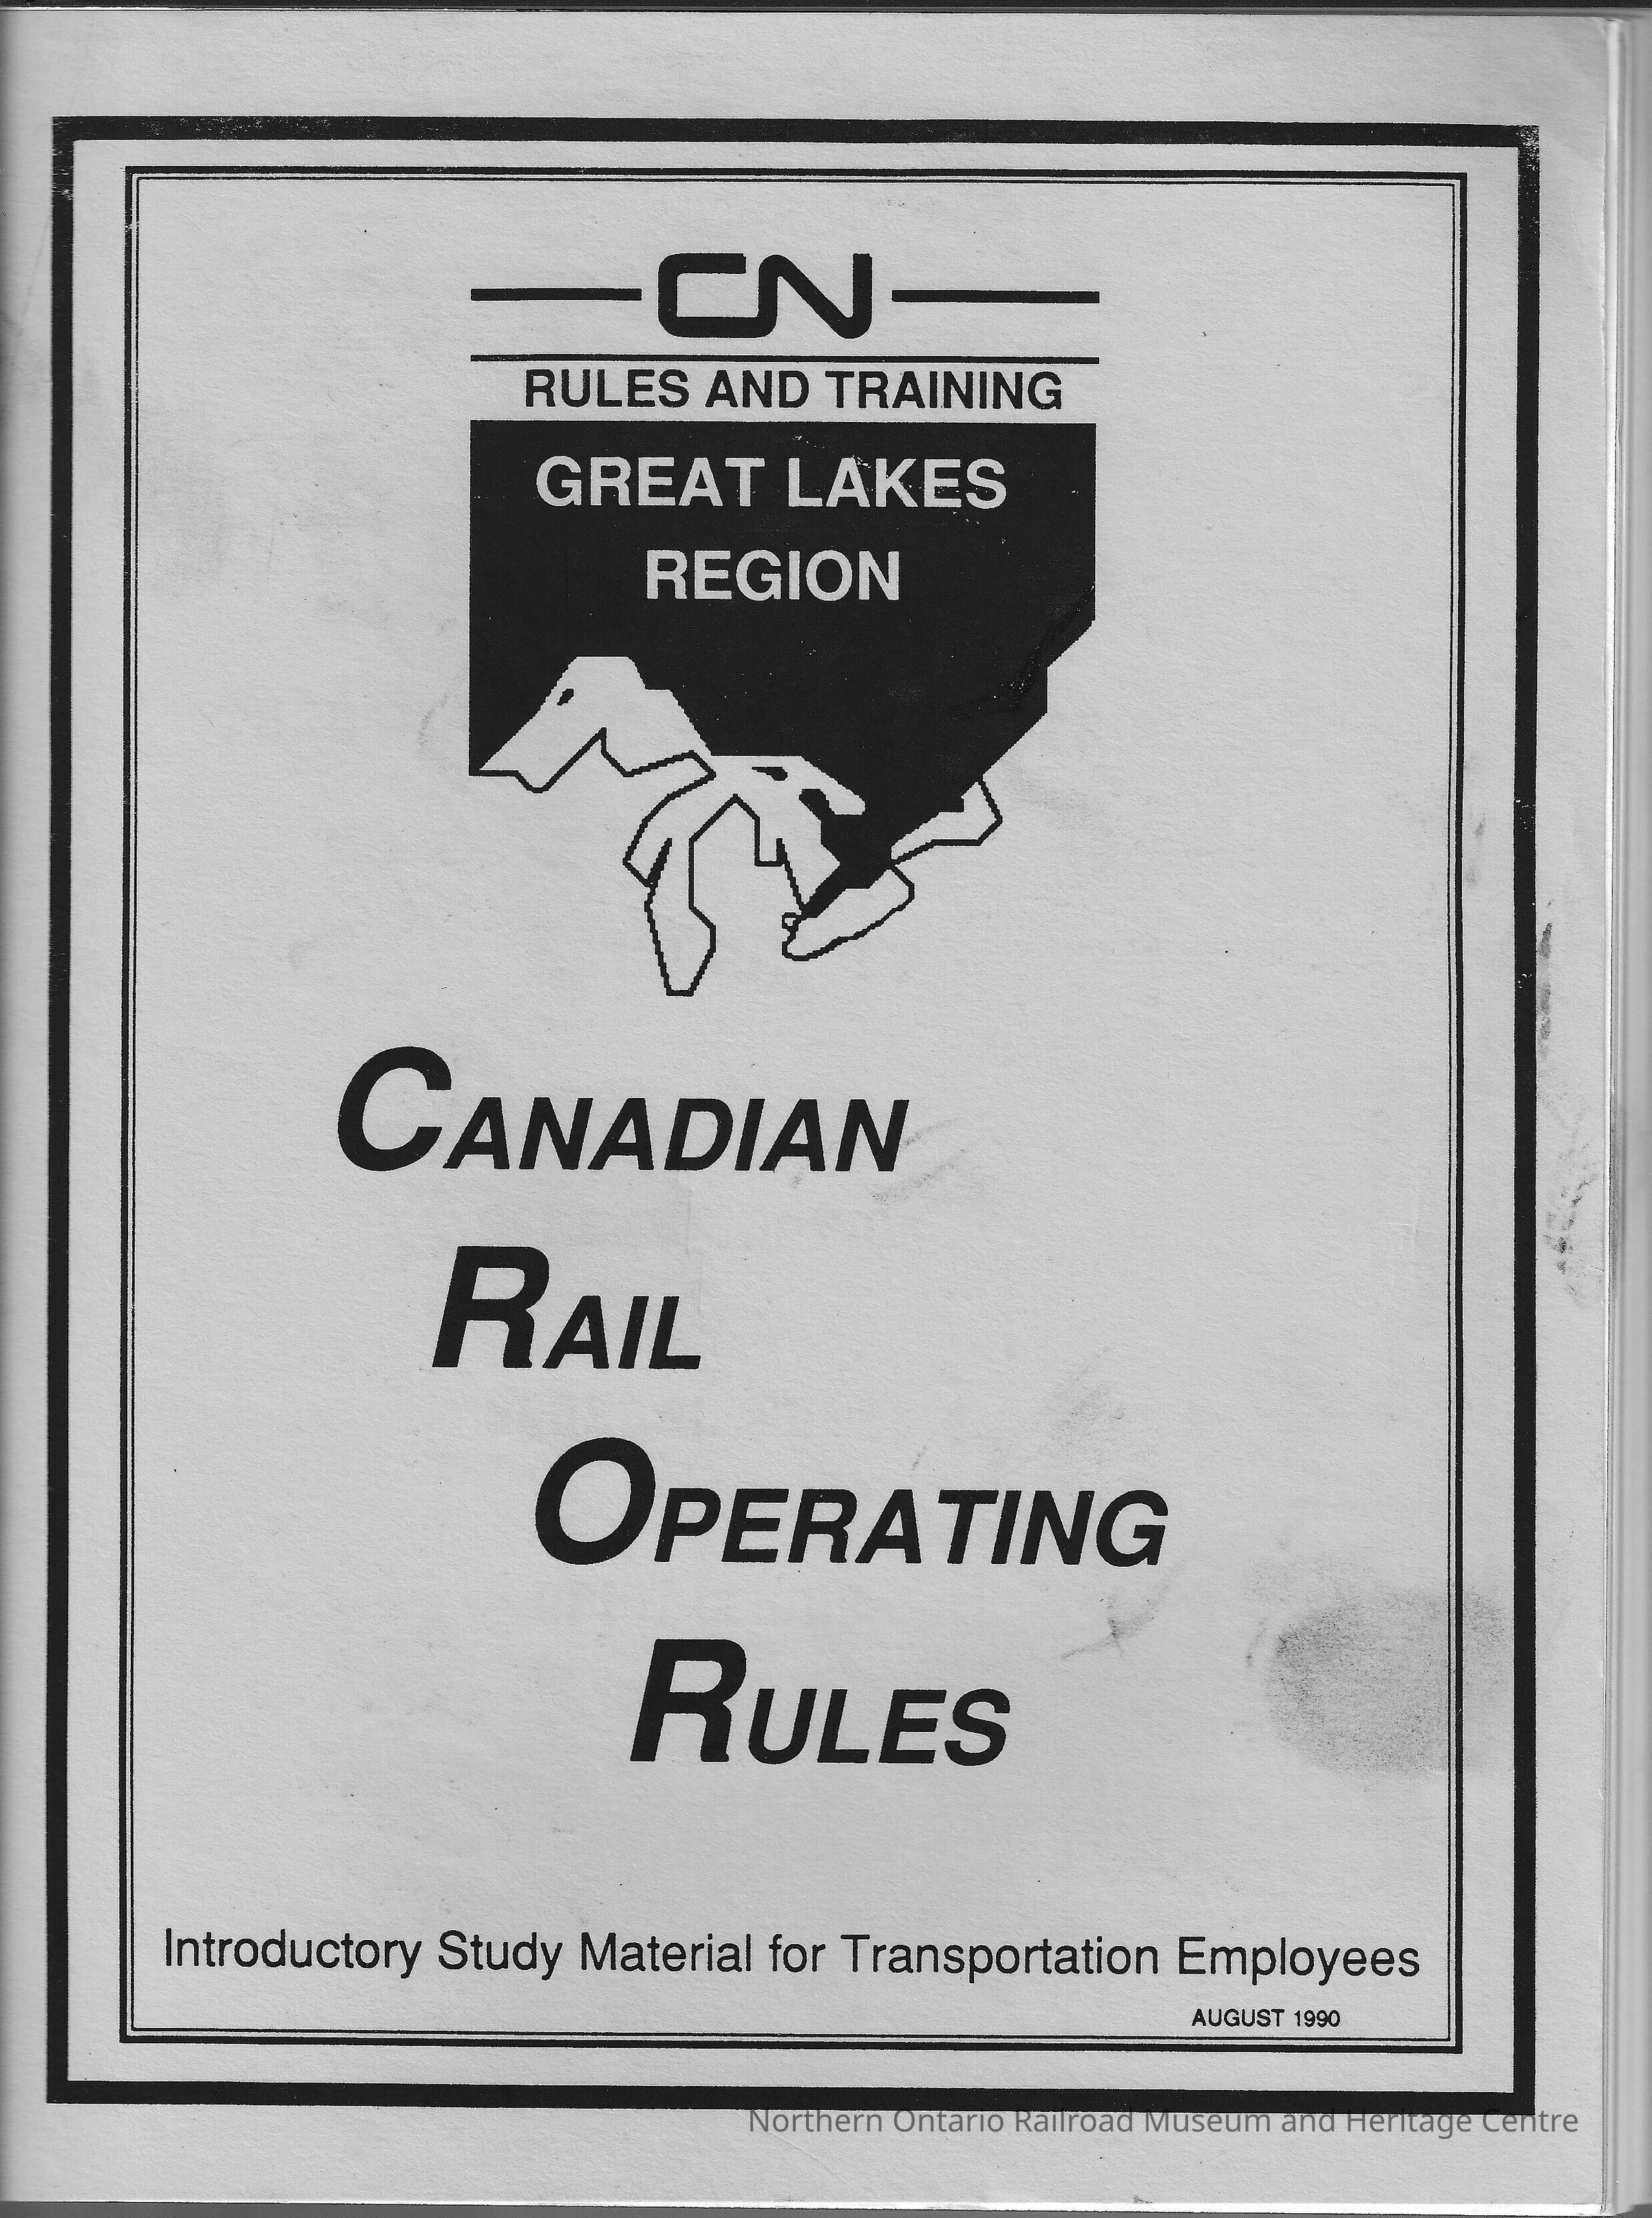 CN
RULES AND TRAINING
GREAT LAKES
REGION
CANADIAN
RAIL
OPERATING
RULES
Introductory Study Material for Transportation Employees
AUGUST 1990
Northern Ontario Railroad Museum and Heritage Centre